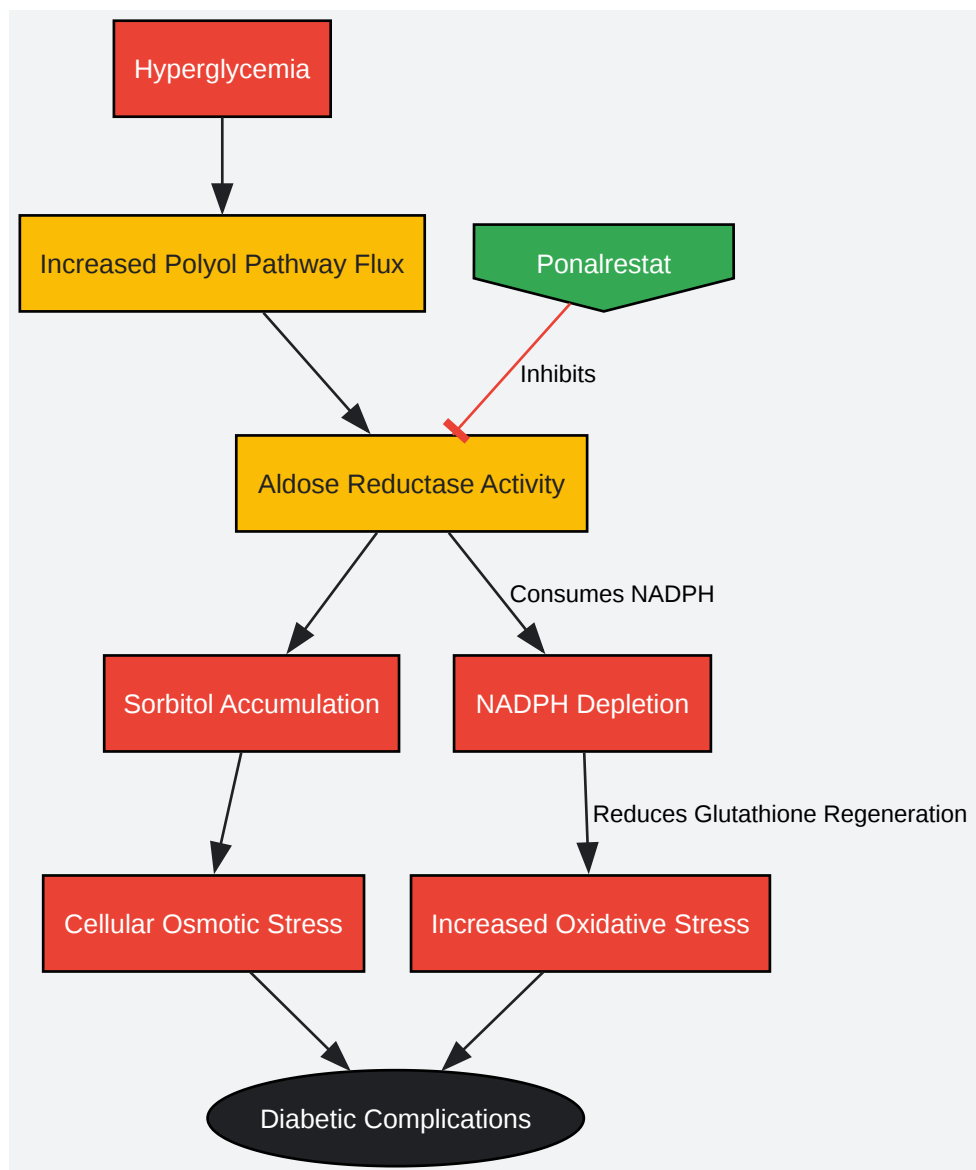 Hyperglycemia
Increased Polyol Pathway Flux
Ponalrestat
Inhibits
Aldose Reductase Activity
Consumes NADPH
Sorbitol Accumulation
NADPH Depletion
Reduces Glutathione Regeneration
Cellular Osmotic Stress
Increased Oxidative Stress
Diabetic Complications